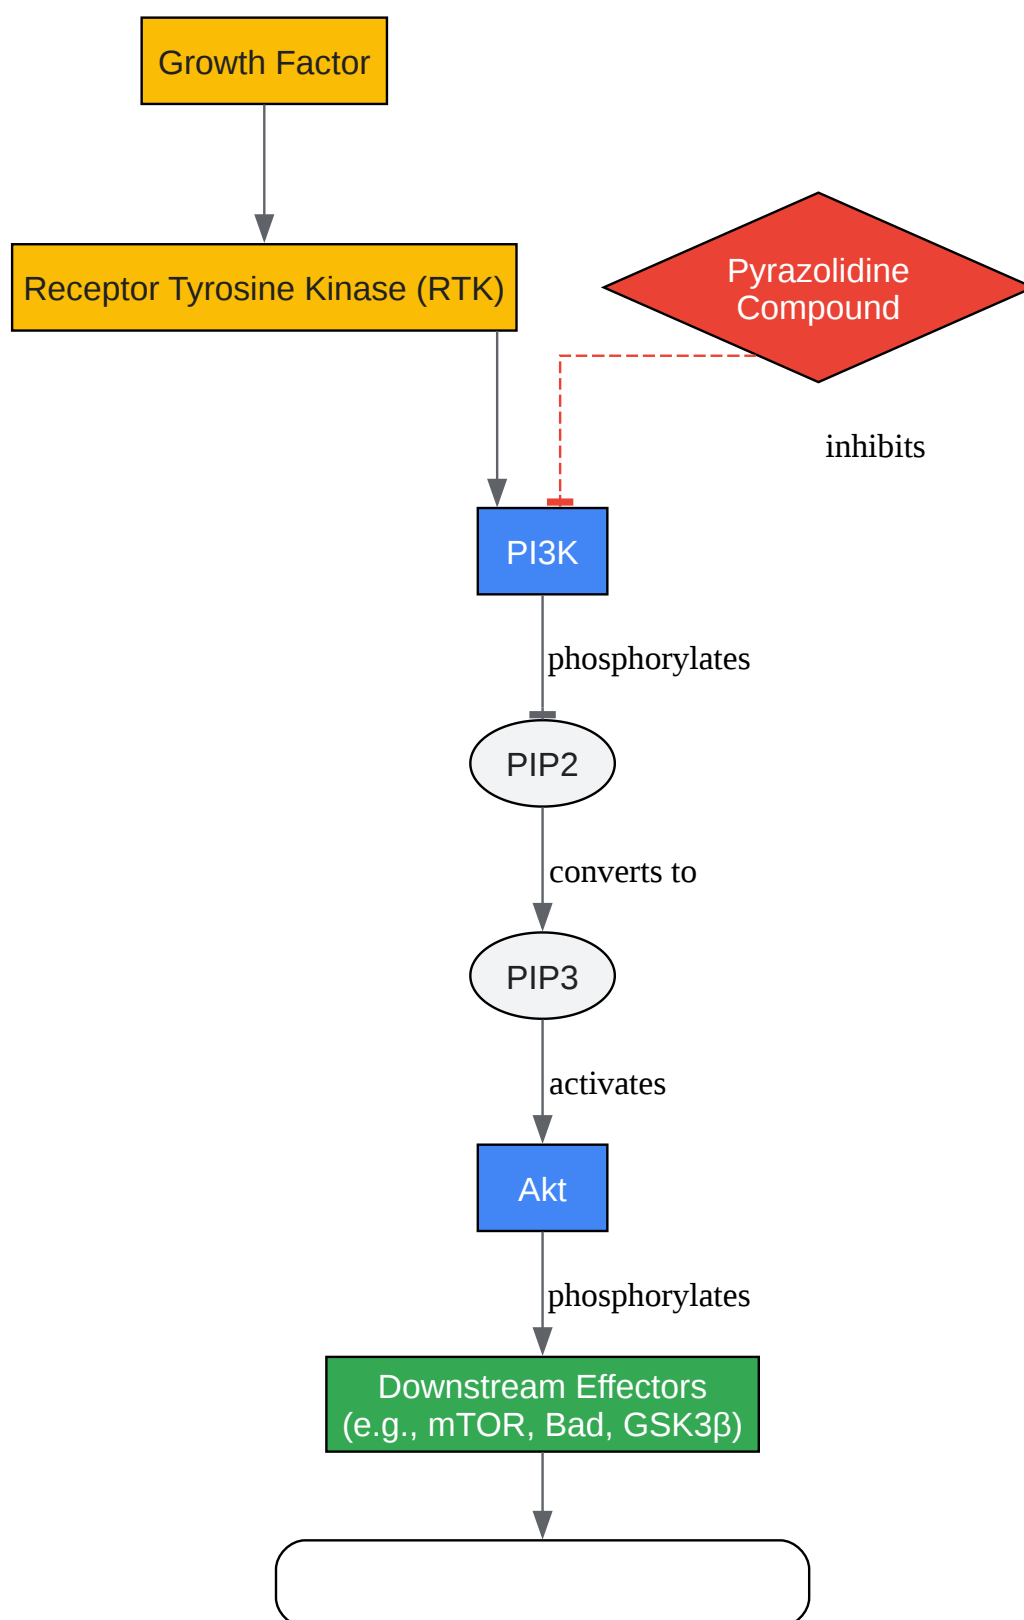 Growth Factor
Receptor Tyrosine Kinase (RTK)
Pyrazolidine
Compound
inhibits
PI3K
phosphorylates
PIP2
converts to
PIP3
activates
Akt
phosphorylates
Downstream Effectors
(e.g., mTOR, Bad, GSK3β)